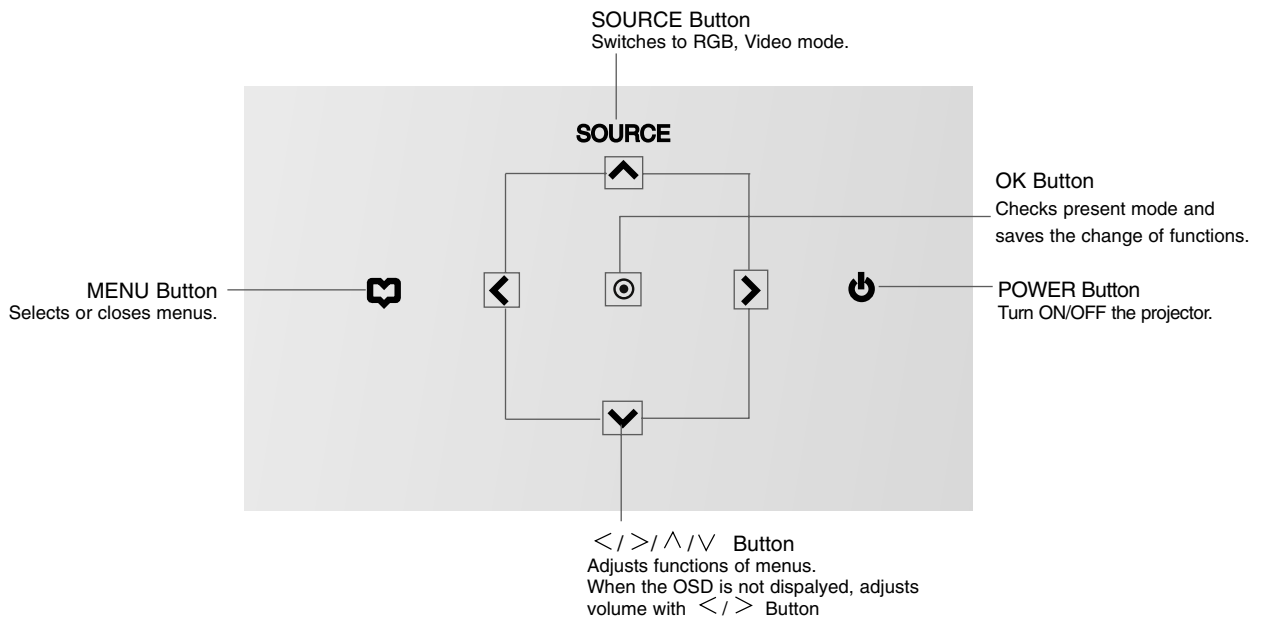 SOURCE Button
Switches to RGB, Video mode.
SOURCE
OK Button
Checks present mode and
saves the change of functions.
MENU Button
Selects or closes menus.
POWER Button
Turn ON/OFF the projector.
</>/∧/∨ Button
Adjusts functions of menus.
When the OSD is not dispalyed, adjusts
volume with </> Button